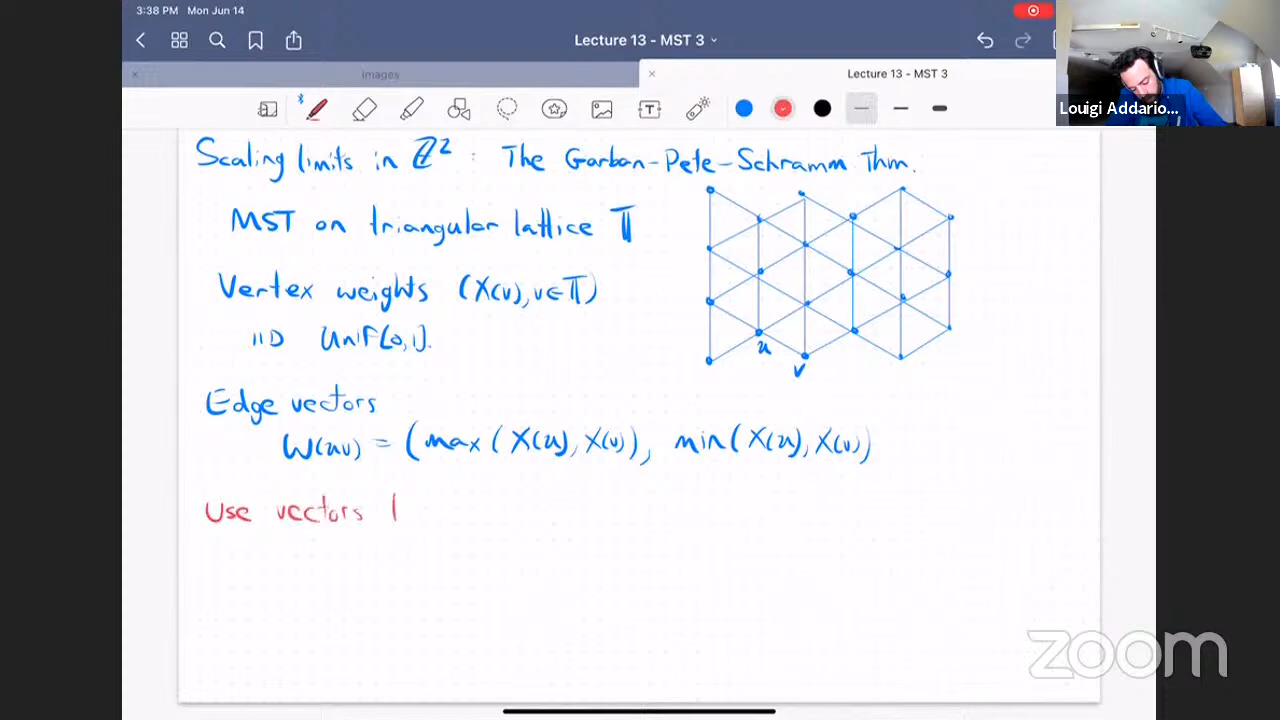 3:38 PM Mon Jun 14
Lecture 13 - MST 3
images
Lecture 13 - MST 3
Louigi Addario...
Scaling limits in ℤ² : The Garban-Pete-Schramm Thm.
MST on triangular lattice 𝕋
Vertex weights (X(v), v∈𝕋)
IID Unif[0,1].
u
v
Edge vectors
W(uv) = (max(X(u), X(v)), min(X(u), X(v))
Use vectors
zoom